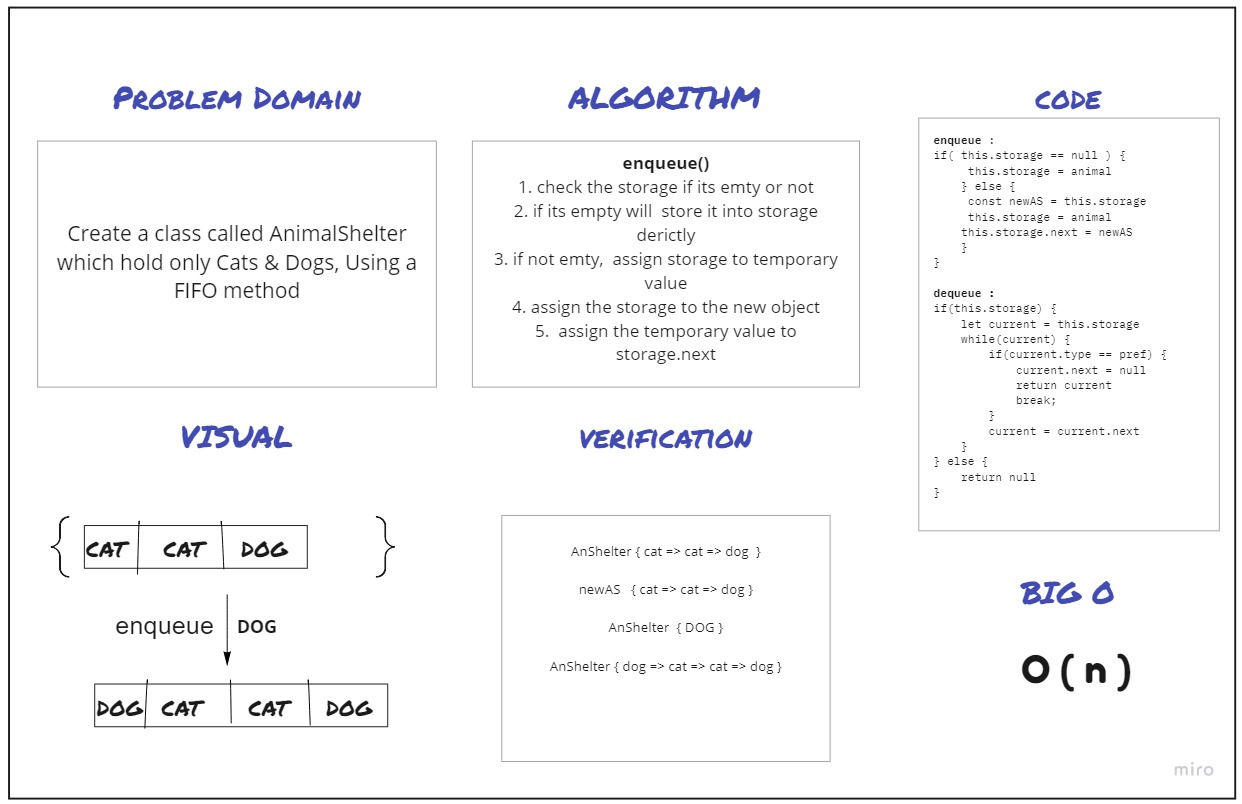 PROBLEM DOMAIN
Create a class called AnimalShelter
which hold only Cats & Dogs, Using a
FIFO method
ALGORITHM
enqueue()
1. check the storage if its emty or not
2. if its empty will  store it into storage
derictly
3. if not emty,  assign storage to temporary
value
4. assign the storage to the new object
5.  assign the temporary value to
storage.next
CODE
enqueue :
if( this.storage == null ) {
     this.storage = animal
    } else {
     const newAS = this.storage
     this.storage = animal
    this.storage.next = newAS
    }
}
dequeue :
if(this.storage) {
    let current = this.storage
    while(current) {
        if(current.type == pref) {
            current.next = null
            return current
            break;
        }
        current = current.next
    }
} else {
    return null
}
VISUAL
{ CAT CAT DOG }
enqueue DOG
DOG CAT CAT DOG
VERIFICATION
AnShelter { cat => cat => dog  }
newAS   { cat => cat => dog }
AnShelter  { DOG }
AnShelter { dog => cat => cat => dog }
BIG O
O(n)
miro